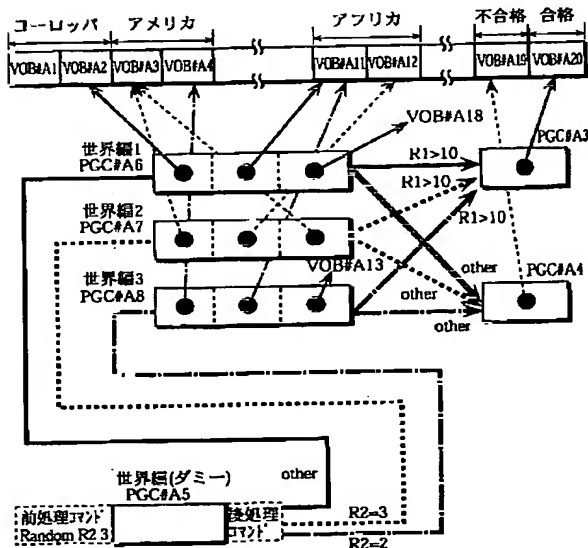 ヨーロッパ アメリカ アフリカ 不合格 合格
VOB#A1 VOB#A2 VOB#A3 VOB#A4 VOB#A11 VOB#A12 VOB#A19 VOB#A20
VOB#A18
世界編1
PGC#A6
R1>10
PGC#A3
R1>10
R1>10
世界編2
PGC#A7
other
VOB#A13
PGC#A4
世界編3
PGC#A8
other
other
世界編(ダミー)
PGC#A5
other
前処理コマンド
Random R2 3
後処理
コマンド
R2=3
R2=2